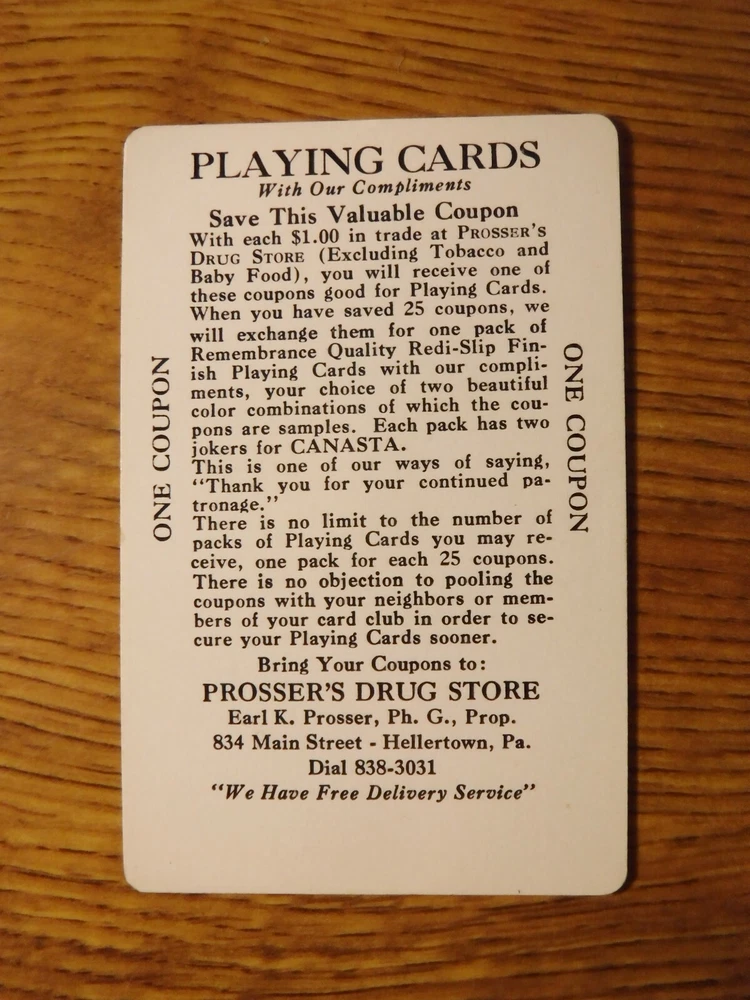 PLAYING CARDS
With Our Compliments
Save This Valuable Coupon
With each $1.00 in trade at PROSSER'S
DRUG STORE (Excluding Tobacco and
Baby Food), you will receive one of
these coupons good for Playing Cards.
When you have saved 25 coupons, we
will exchange them for one pack of
Remembrance Quality Redi-Slip Fin-
ish Playing Cards with our compli-
ments, your choice of two beautiful
color combinations of which the cou-
pons are samples. Each pack has two
jokers for CANASTA.
This is one of our ways of saying,
"Thank you for your continued pa-
tronage."
There is no limit to the number of
packs of Playing Cards you may re-
ceive, one pack for each 25 coupons.
There is no objection to pooling the
coupons with your neighbors or mem-
bers of your card club in order to se-
cure your Playing Cards sooner.
Bring Your Coupons to:
PROSSER'S DRUG STORE
Earl K. Prosser, Ph. G., Prop.
834 Main Street - Hellertown, Pa.
Dial 838-3031
"We Have Free Delivery Service"
ONE COUPON
ONE COUPON